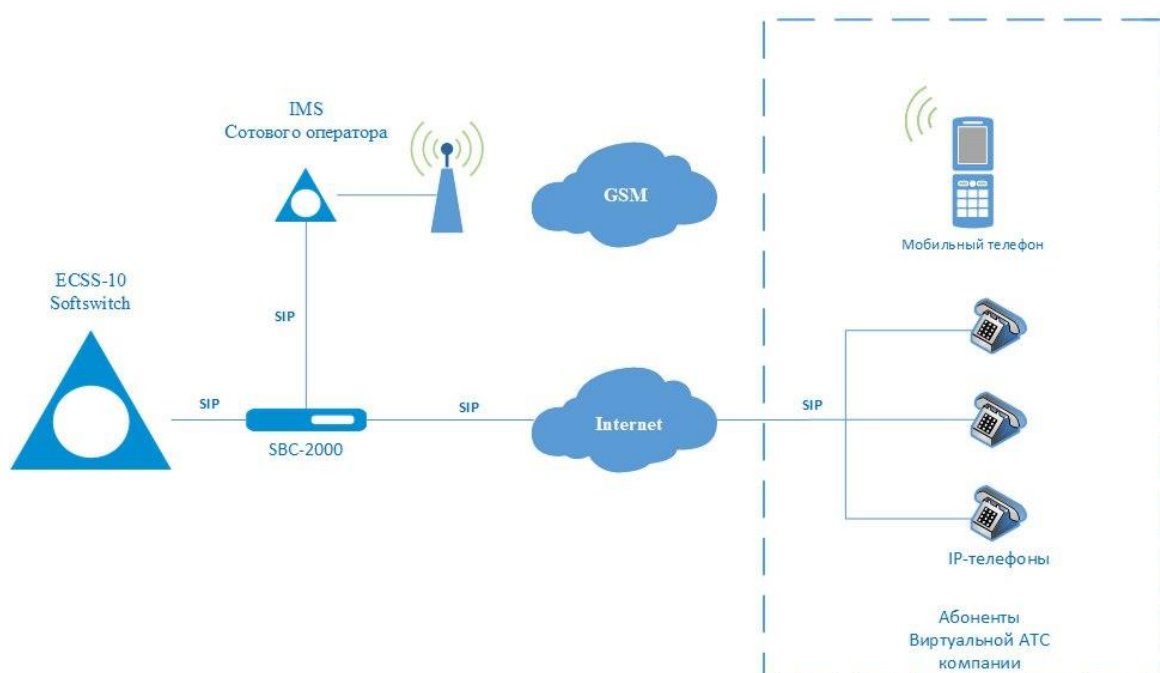 IMS
Сотового оператора
GSM
Мобильный телефон
ECSS-10
Softswitch
SIP
SIP
SIP
SIP
Internet
SBC-2000
IP-телефоны
Абоненты
Виртуальной АТС
компании